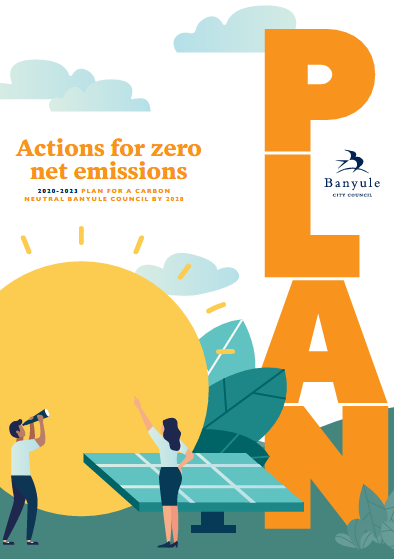 PLAN
Actions for zero
net emissions
2020-2023 PLAN FOR A CARBON
NEUTRAL BANYULE COUNCIL BY 2028
Banyule
CITY COUNCIL